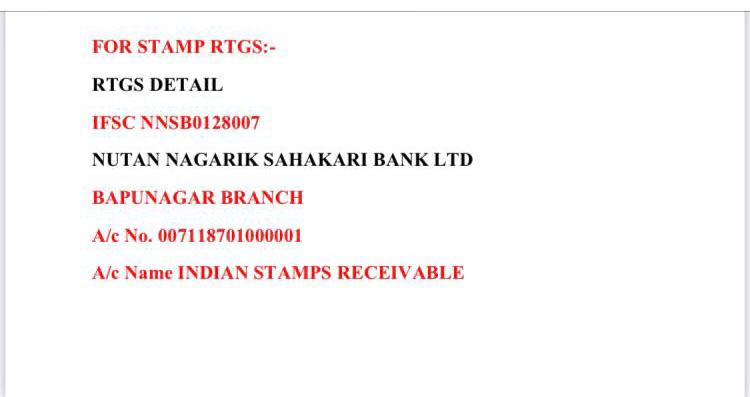 FOR STAMP RTGS:-
RTGS DETAIL
IFSC NNSB0128007
NUTAN NAGARIK SAHAKARI BANK LTD
BAPUNAGAR BRANCH
A/c No. 007118701000001
A/c Name INDIAN STAMPS RECEIVABLE